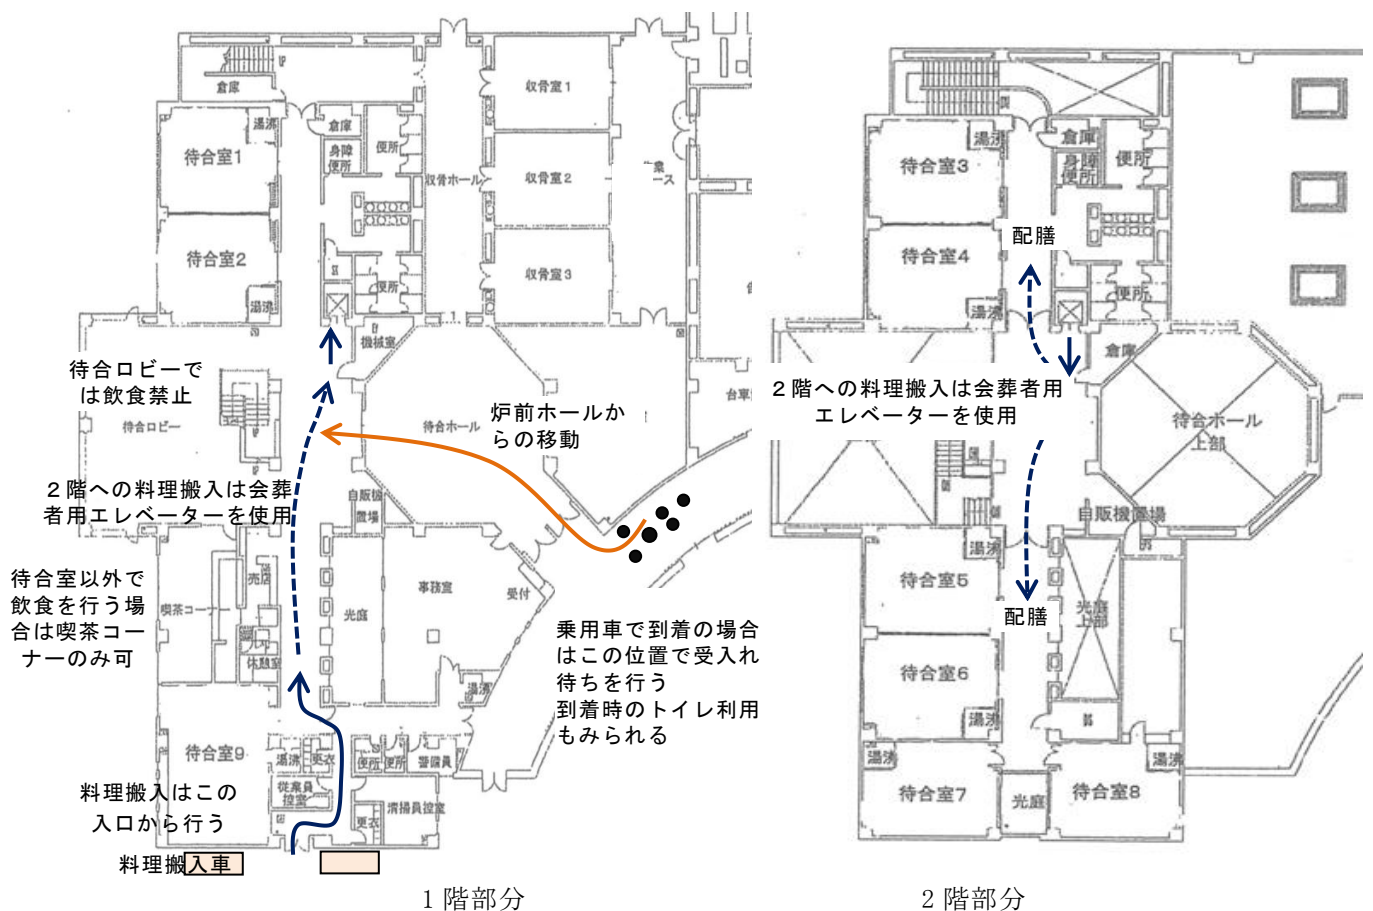 倉庫
湯沸
待合室1
倉庫
身障
便所
便所
収骨ホール
収骨室1
収骨室2
収骨室3
業
ース
待合室2
湯沸
便所
機械室
待合ロビーで
は飲食禁止
待合ロビー
待合ホール
炉前ホールか
らの移動
台車
2階への料理搬入は会葬
者用エレベーターを使用
自販機
置場
待合室以外で
飲食を行う場
合は喫茶コー
ナーのみ可
喫茶コーナー
売店
休憩室
光庭
事務室
受付
湯沸
乗用車で到着の場合
はこの位置で受入れ
待ちを行う
到着時のトイレ利用
もみられる
待合室9
湯沸
更衣
便所
便所
警備員
従業員
控室
清掃員控室
更衣
料理搬入はこの
入口から行う
料理搬入車
1階部分
待合室3
湯沸
倉庫
身障
便所
便所
配膳
待合室4
湯沸
便所
倉庫
2階への料理搬入は会葬者用
エレベーターを使用
待合ホール
上部
自販機置場
待合室5
湯沸
配膳
光庭
上部
待合室6
湯沸
湯沸
待合室7
光庭
待合室8
湯沸
2階部分